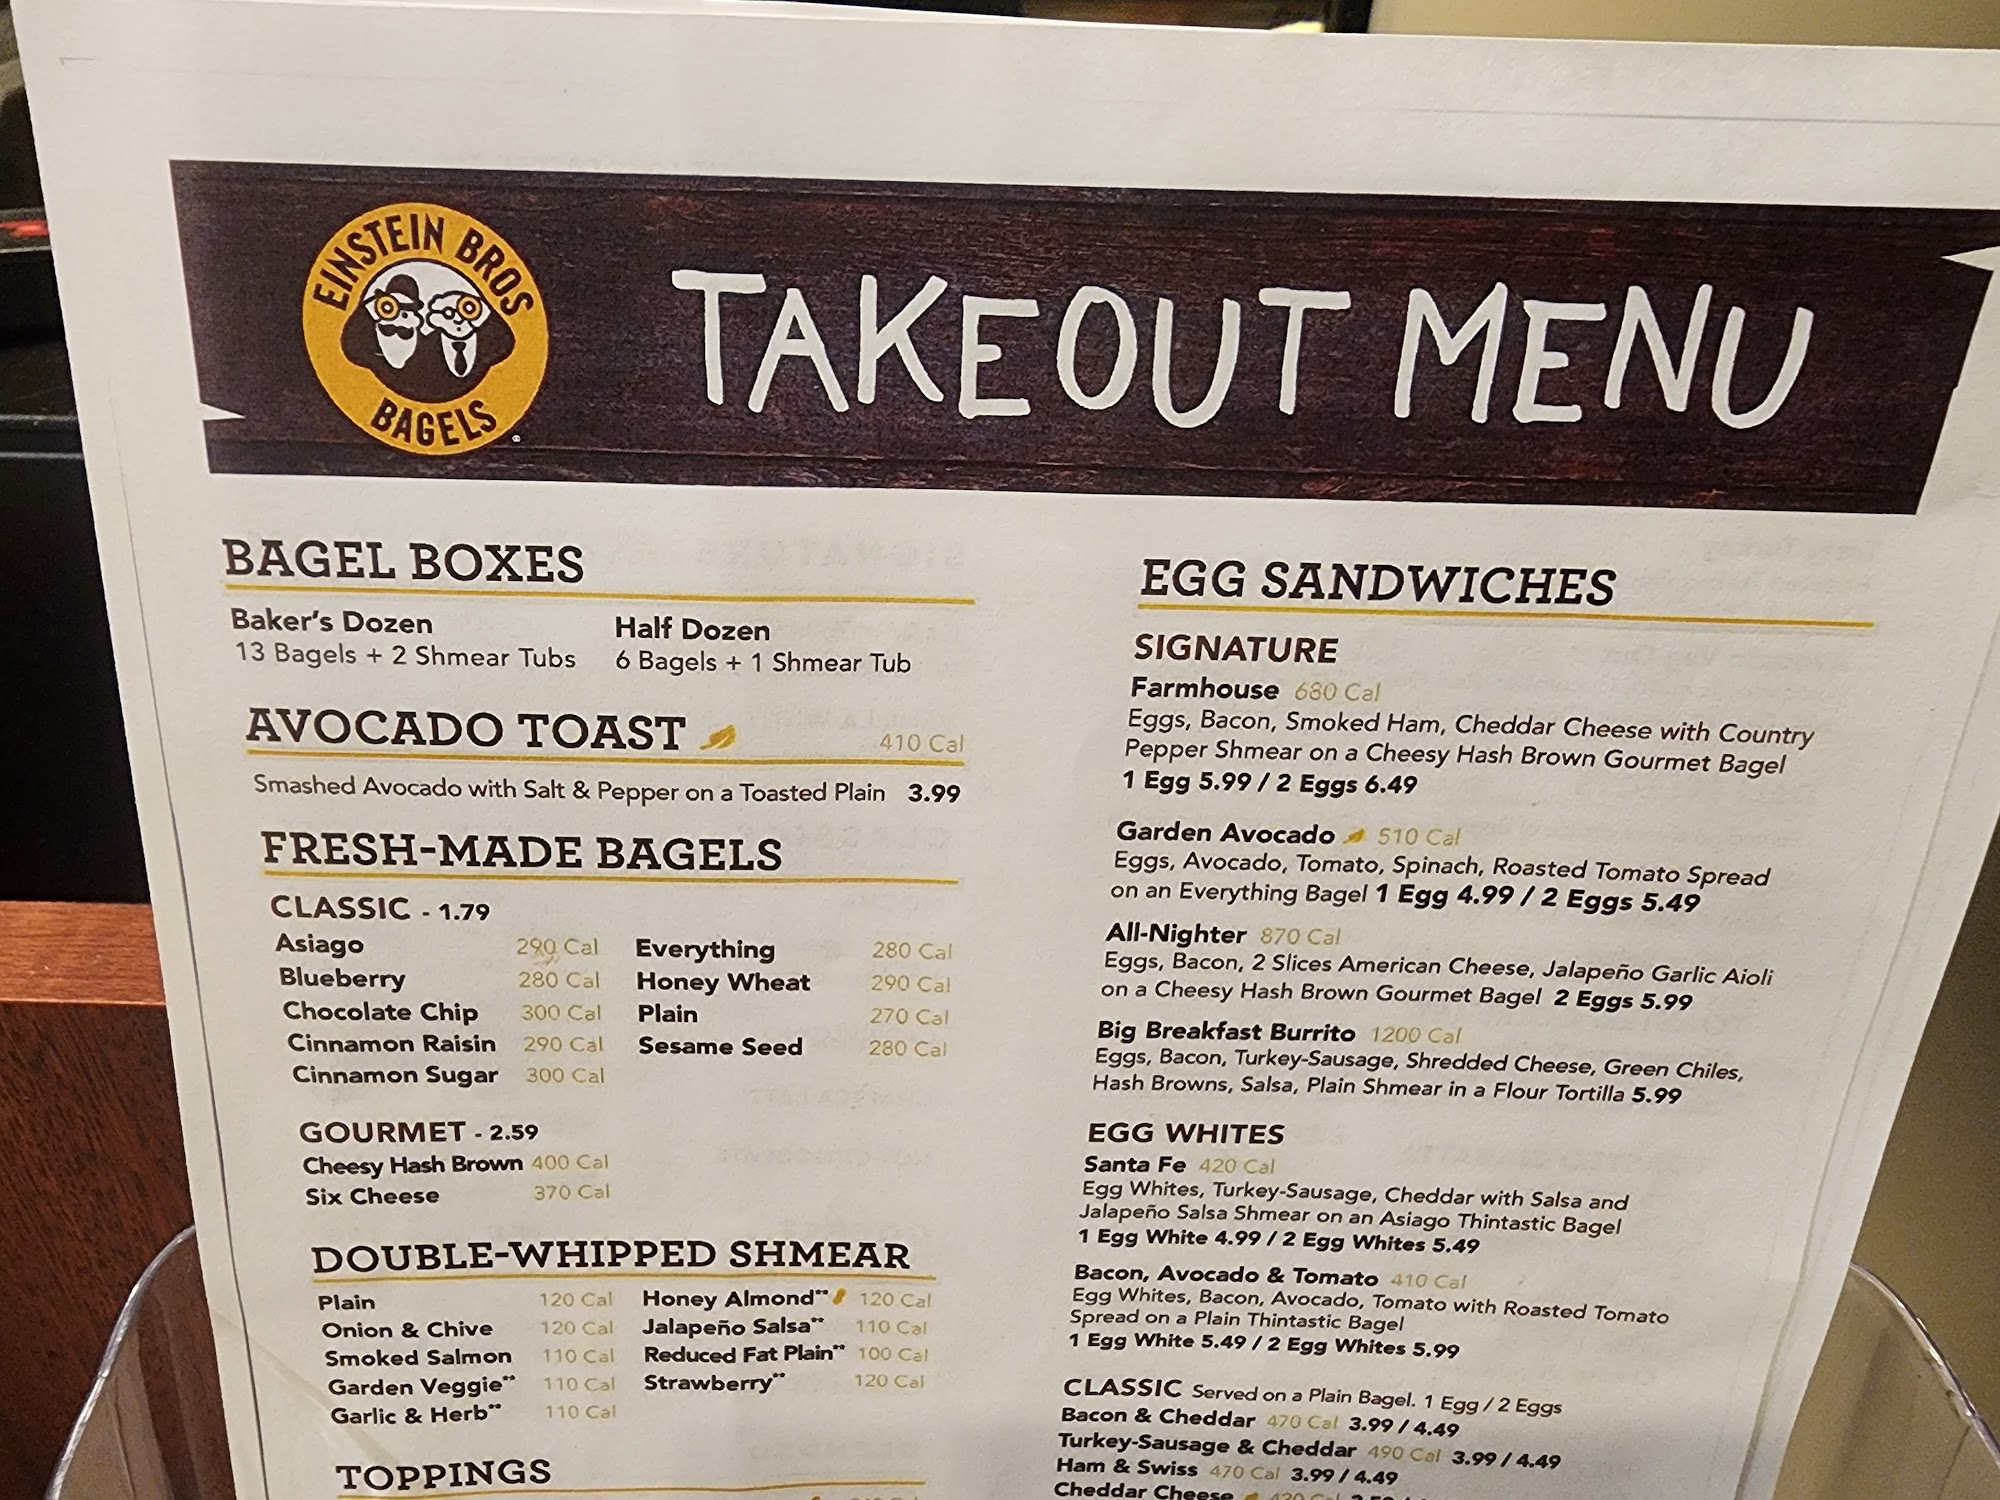 EINSTEIN BROS
BAGELS
TAKEOUT MENU
BAGEL BOXES
Baker's Dozen
13 Bagels + 2 Shmear Tubs
Half Dozen
6 Bagels + 1 Shmear Tub
AVOCADO TOAST 410 Cal
Smashed Avocado with Salt & Pepper on a Toasted Plain 3.99
FRESH-MADE BAGELS
CLASSIC - 1.79
Asiago 290 Cal
Blueberry 280 Cal
Chocolate Chip 300 Cal
Cinnamon Raisin 290 Cal
Cinnamon Sugar 300 Cal
Everything 280 Cal
Honey Wheat 290 Cal
Plain 270 Cal
Sesame Seed 280 Cal
GOURMET - 2.59
Cheesy Hash Brown 400 Cal
Six Cheese 370 Cal
DOUBLE-WHIPPED SHMEAR
Plain 120 Cal
Onion & Chive 120 Cal
Smoked Salmon 110 Cal
Garden Veggie** 110 Cal
Garlic & Herb** 110 Cal
Honey Almond** 120 Cal
Jalapeño Salsa** 110 Cal
Reduced Fat Plain** 100 Cal
Strawberry** 120 Cal
TOPPINGS
EGG SANDWICHES
SIGNATURE
Farmhouse 680 Cal
Eggs, Bacon, Smoked Ham, Cheddar Cheese with Country
Pepper Shmear on a Cheesy Hash Brown Gourmet Bagel
1 Egg 5.99 / 2 Eggs 6.49
Garden Avocado 510 Cal
Eggs, Avocado, Tomato, Spinach, Roasted Tomato Spread
on an Everything Bagel 1 Egg 4.99 / 2 Eggs 5.49
All-Nighter 870 Cal
Eggs, Bacon, 2 Slices American Cheese, Jalapeño Garlic Aioli
on a Cheesy Hash Brown Gourmet Bagel 2 Eggs 5.99
Big Breakfast Burrito 1200 Cal
Eggs, Bacon, Turkey-Sausage, Shredded Cheese, Green Chiles,
Hash Browns, Salsa, Plain Shmear in a Flour Tortilla 5.99
EGG WHITES
Santa Fe 420 Cal
Egg Whites, Turkey-Sausage, Cheddar with Salsa and
Jalapeño Salsa Shmear on an Asiago Thintastic Bagel
1 Egg White 4.99 / 2 Egg Whites 5.49
Bacon, Avocado & Tomato 410 Cal
Egg Whites, Bacon, Avocado, Tomato with Roasted Tomato
Spread on a Plain Thintastic Bagel
1 Egg White 5.49 / 2 Egg Whites 5.99
CLASSIC Served on a Plain Bagel. 1 Egg / 2 Eggs
Bacon & Cheddar 470 Cal 3.99 / 4.49
Turkey-Sausage & Cheddar 490 Cal 3.99 / 4.49
Ham & Swiss 470 Cal 3.99 / 4.49
Cheddar Cheese